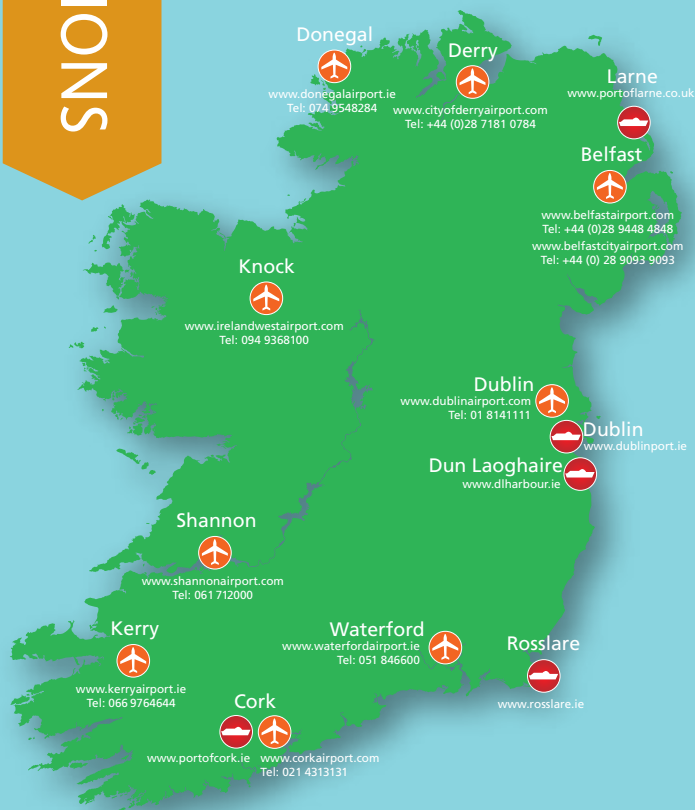 IONS
Donegal
www.donegalairport.ie
Tel: 074 9548284
Derry
www.cityofderryairport.com
Tel: +44 (0)28 7181 0784
Larne
www.portoflarne.co.uk
Belfast
www.belfastairport.com
Tel: +44 (0)28 9448 4848
www.belfastcityairport.com
Tel: +44 (0) 28 9093 9093
Knock
www.irelandwestairport.com
Tel: 094 9368100
Dublin
www.dublinairport.com
Tel: 01 8141111
Dublin
www.dublinport.ie
Dun Laoghaire
www.dlharbour.ie
Shannon
www.shannonairport.com
Tel: 061 712000
Kerry
www.kerryairport.ie
Tel: 066 9764644
Waterford
www.waterfordairport.ie
Tel: 051 846600
Rosslare
www.rosslare.ie
Cork
www.portofcork.ie
www.corkairport.com
Tel: 021 4313131